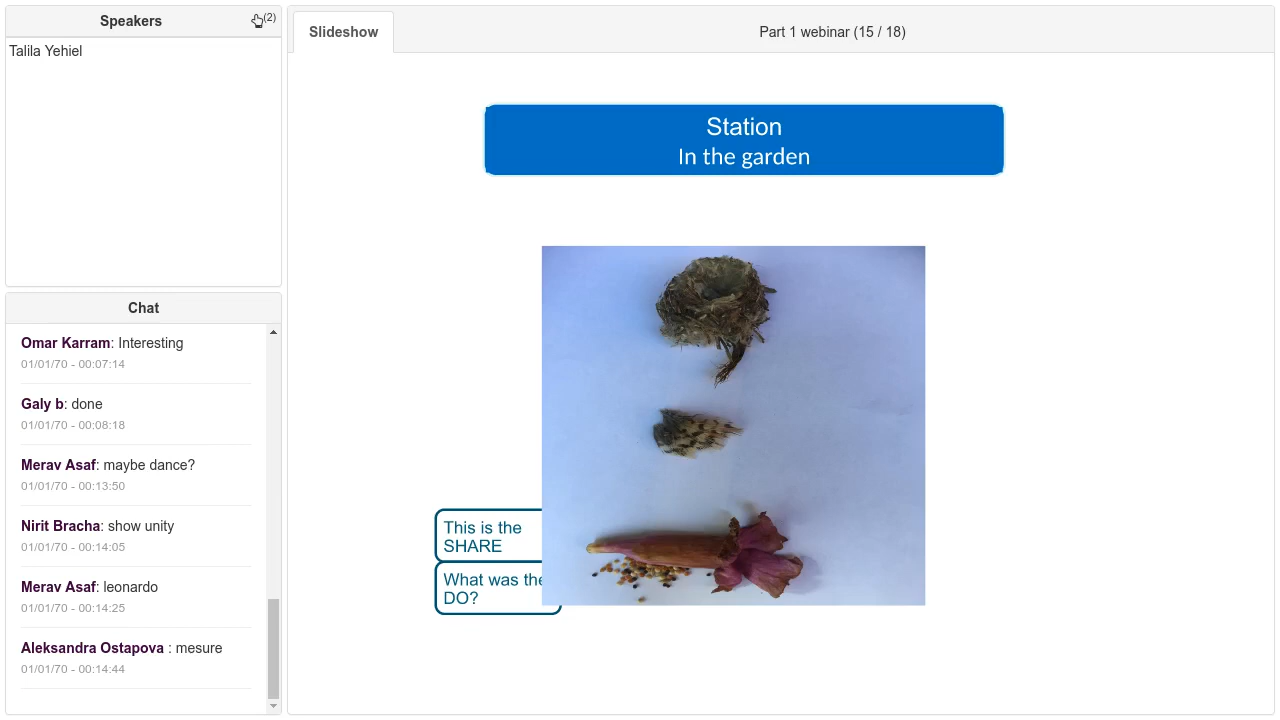 Speakers
(2)
Talila Yehiel
Chat
Omar Karram: Interesting
01/01/70 - 00:07:14
Galy b: done
01/01/70 - 00:08:18
Merav Asaf: maybe dance?
01/01/70 - 00:13:50
Nirit Bracha: show unity
01/01/70 - 00:14:05
Merav Asaf: leonardo
01/01/70 - 00:14:25
Aleksandra Ostapova : mesure
01/01/70 - 00:14:44
Slideshow
Part 1 webinar (15 / 18)
Station
In the garden
This is the
SHARE
What was the
DO?